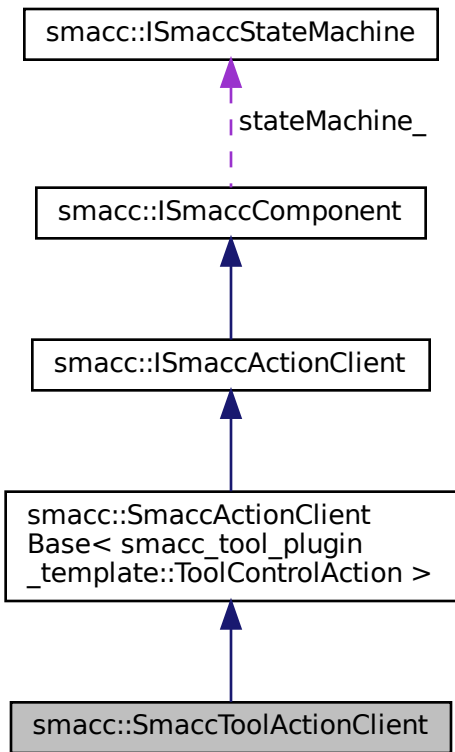 smacc::ISmaccStateMachine
stateMachine_
smacc::ISmaccComponent
smacc::ISmaccActionClient
smacc::SmaccActionClient
Base< smacc_tool_plugin
_template::ToolControlAction >
smacc::SmaccToolActionClient